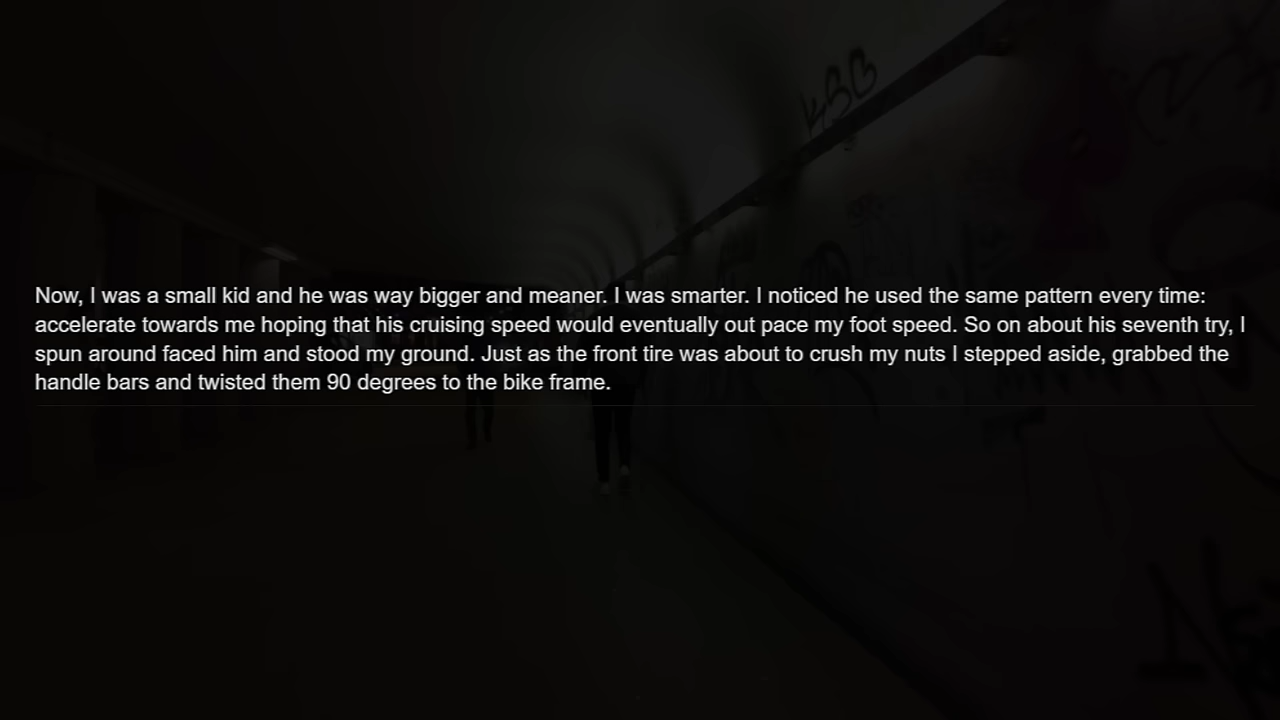 KSB
Now, I was a small kid and he was way bigger and meaner. I was smarter. I noticed he used the same pattern every time:
accelerate towards me hoping that his cruising speed would eventually out pace my foot speed. So on about his seventh try, I
spun around faced him and stood my ground. Just as the front tire was about to crush my nuts I stepped aside, grabbed the
handle bars and twisted them 90 degrees to the bike frame.